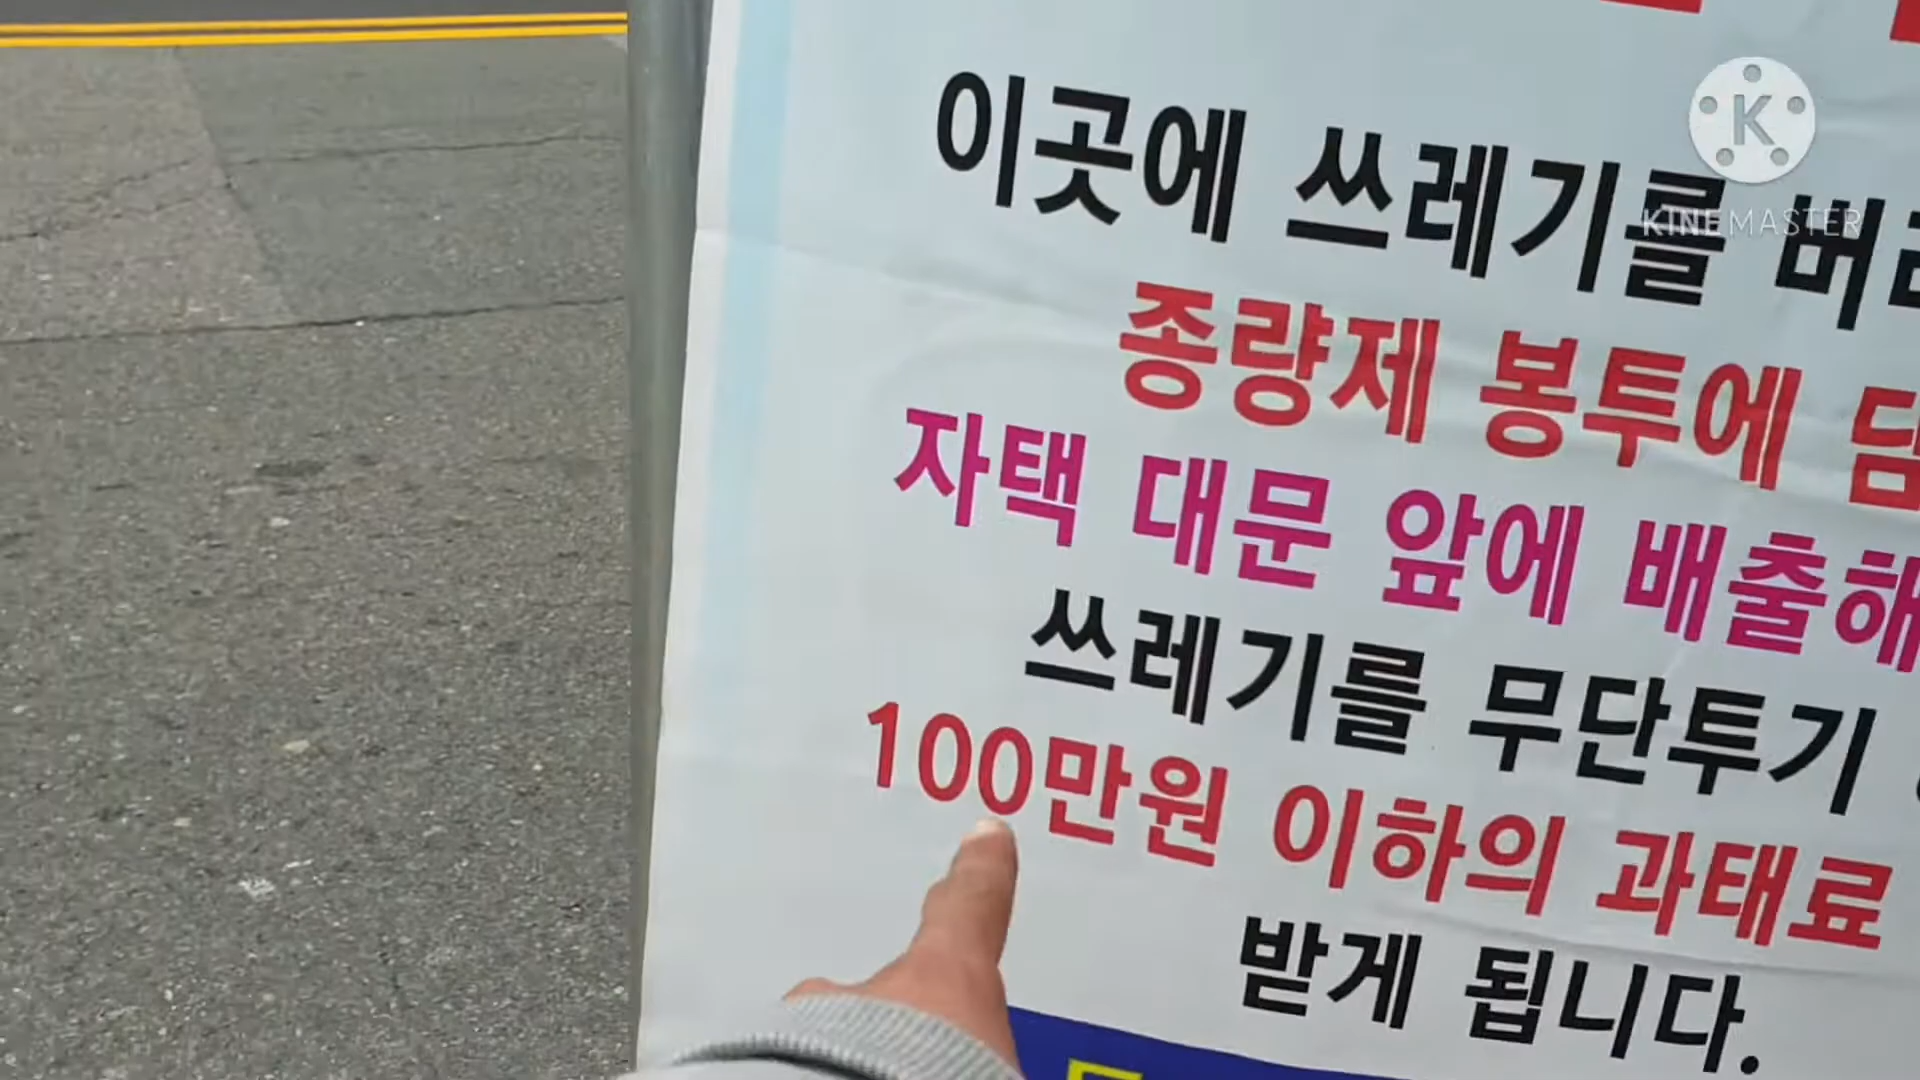 이곳에 쓰레기를
종량제 봉투에
자택 대문 앞에 배출해
쓰레기를 무단투기
100만원 이하의 과태료
받게 됩니다.
K
KINEMASTER